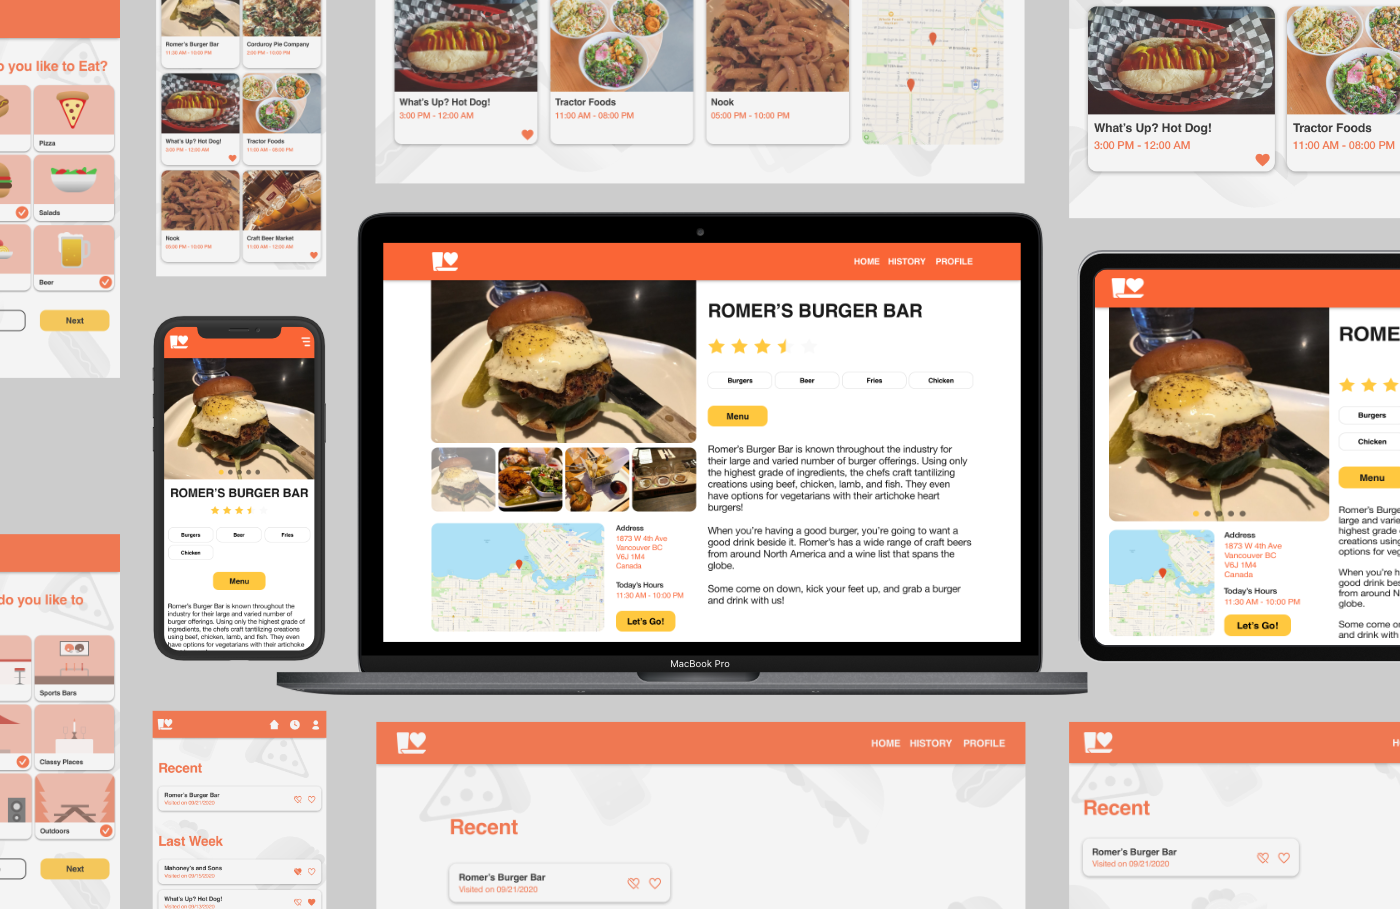 o you like to Eat?
Pizza
Salads
Beer
Next
Romer's Burger Bar
11:30 AM - 10:00 PM
Corduroy Pie Company
2:00 PM - 10:00 PM
What's Up? Hot Dog!
3:00 PM - 12:00 AM
Tractor Foods
11:00 AM - 08:00 PM
Nook
05:00 PM - 10:00 PM
Craft Beer Market
11:00 AM - 12:00 AM
What's Up? Hot Dog!
3:00 PM - 12:00 AM
Tractor Foods
11:00 AM - 08:00 PM
Nook
05:00 PM - 10:00 PM
What's Up? Hot Dog!
3:00 PM - 12:00 AM
Tractor Foods
11:00 AM - 08:00 PM
ROMER'S BURGER BAR
Burgers
Beer
Fries
Chicken
Menu
Romer's Burger Bar is known throughout the
industry for their large and varied number of
burger offerings. Using only the highest grade of
ingredients, the chefs craft tantilizing creations
using beef, chicken, lamb, and fish. They even
have options for vegetarians with their artichoke
HOME HISTORY PROFILE
ROMER'S BURGER BAR
Burgers
Beer
Fries
Chicken
Menu
Romer's Burger Bar is known throughout the industry for
their large and varied number of burger offerings. Using only
the highest grade of ingredients, the chefs craft tantilizing
creations using beef, chicken, lamb, and fish. They even
have options for vegetarians with their artichoke heart
burgers!
When you're having a good burger, you're going to want a
good drink beside it. Romer's has a wide range of craft beers
from around North America and a wine list that spans the
globe.
Some come on down, kick your feet up, and grab a burger
and drink with us!
Address
1873 W 4th Ave
Vancouver BC
V6J 1M4
Canada
Today's Hours
11:30 AM - 10:00 PM
Let's Go!
MacBook Pro
ROME
Burgers
Chicken
Menu
Romer's Burge
large and varie
highest grade
creations using
options for veg
When you're h
good drink bes
from around N
globe.
Some come on
and drink with
Address
1873 W 4th Ave
Vancouver BC
V6J 1M4
Canada
Today's Hours
11:30 AM - 10:00 PM
Let's Go!
do you like to
Sports Bars
Classy Places
Outdoors
Next
Recent
Romer's Burger Bar
Visited on 09/21/2020
Last Week
Mahoney's and Sons
Visited on 09/15/2020
What's Up? Hot Dog!
Visited on 09/13/2020
HOME HISTORY PROFILE
Recent
Romer's Burger Bar
Visited on 09/21/2020
H
Recent
Romer's Burger Bar
Visited on 09/21/2020